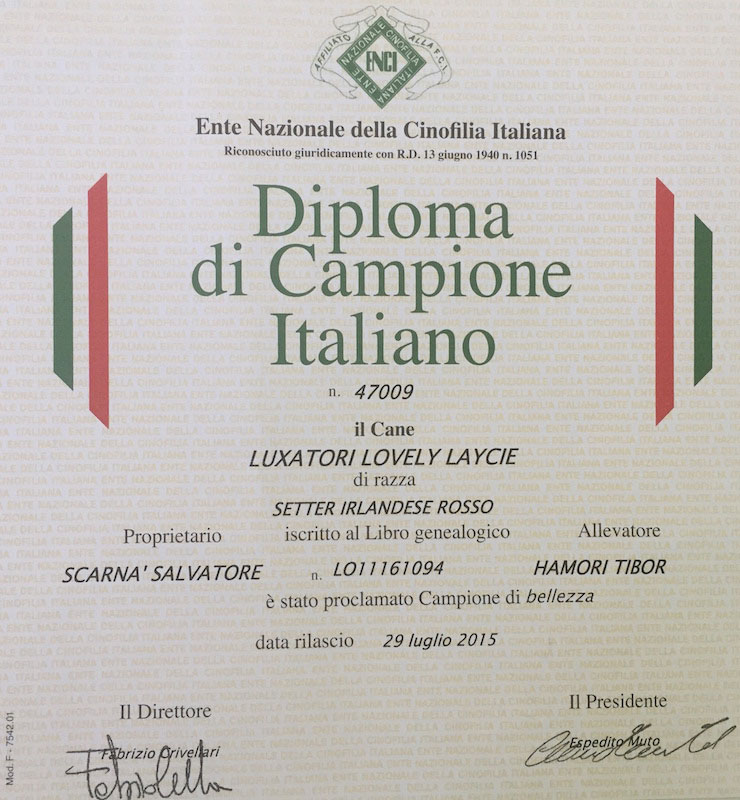 AFFILIATO ALLA F.C.I.
ENTE NAZIONALE CINOFILIA ITALIANA
ENCI
Ente Nazionale della Cinofilia Italiana
Riconosciuto giuridicamente con R.D. 13 giugno 1940 n. 1051
Diploma
di Campione
Italiano
n. 47009
il Cane
LUXATORI LOVELY LAYCIE
di razza
SETTER IRLANDESE ROSSO
Proprietario iscritto al Libro genealogico Allevatore
SCARNA' SALVATORE n. LO11161094 HAMORI TIBOR
è stato proclamato Campione di bellezza
data rilascio 29 luglio 2015
Il Direttore Il Presidente
Fabrizio Crivellari Espedito Muto
Mod. F - 7542.01